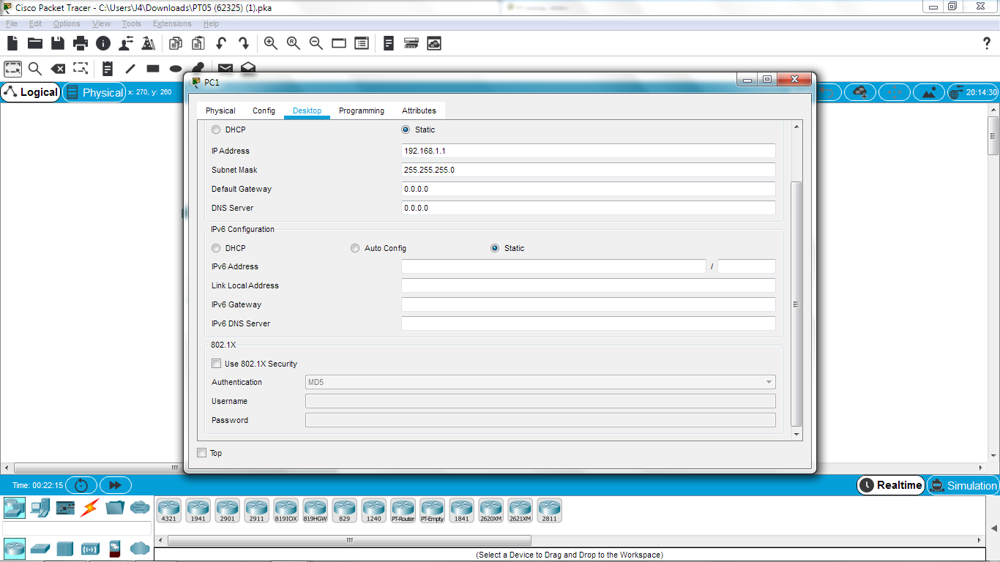 Cisco Packet Tracer - C:\Users\J4\Downloads\PT05 (62325) (1).pka
File Edit Options View Tools Extensions Help
?
PC1
Logical Physical x: 270, y: 260 20:14:30
Physical Config Desktop Programming Attributes
DHCP Static
IP Address 192.168.1.1
Subnet Mask 255.255.255.0
Default Gateway 0.0.0.0
DNS Server 0.0.0.0
IPv6 Configuration
DHCP Auto Config Static
IPv6 Address /
Link Local Address
IPv6 Gateway
IPv6 DNS Server
802.1X
Use 802.1X Security
Authentication MD5
Username
Password
Top
Time: 00:22:15 Realtime Simulation
4321 1941 2901 2911 819IOX 819HGW 829 1240 PT-Router PT-Empty 1841 2620XM 2621XM 2811
(Select a Device to Drag and Drop to the Workspace)